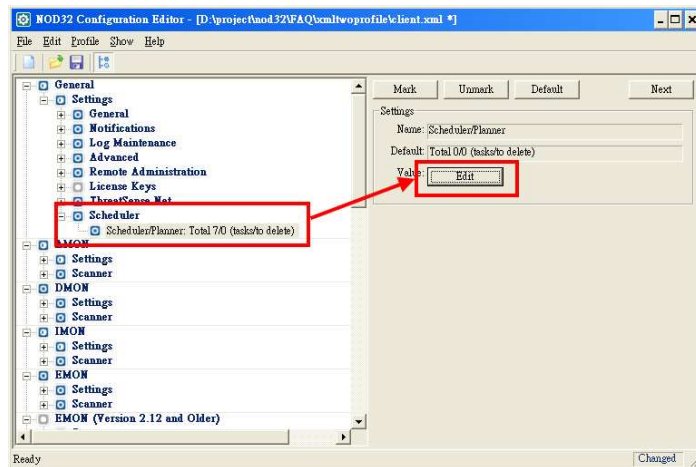 NOD32 Configuration Editor - [D:\project\nod32\FAQ\xmltwoprofile\client.xml *]
File Edit Profile Show Help
General
Settings
General
Notifications
Log Maintenance
Advanced
Remote Administration
License Keys
ThreatSense.Net
Scheduler
Scheduler/Planner: Total 7/0 (tasks/to delete)
AMON
Settings
Scanner
DMON
Settings
Scanner
IMON
Settings
Scanner
EMON
Settings
Scanner
EMON (Version 2.12 and Older)
Mark Unmark Default Next
Settings
Name: Scheduler/Planner
Default: Total 0/0 (tasks/to delete)
Value: Edit
Ready
Changed